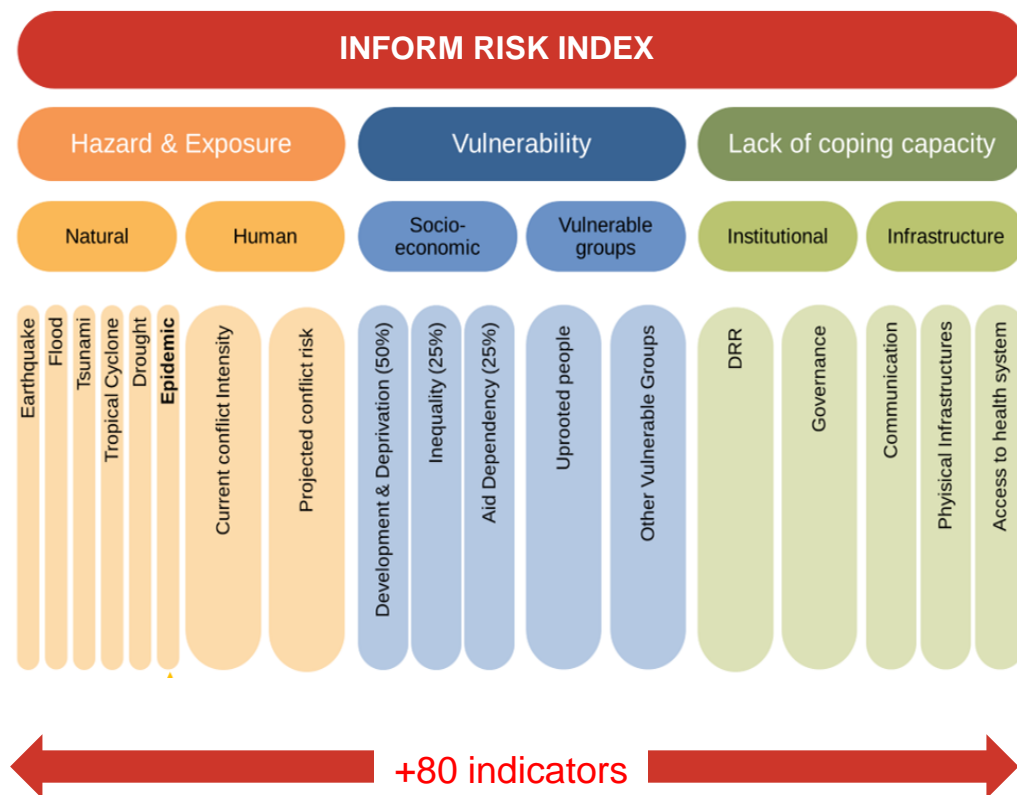 INFORM RISK INDEX
Hazard & Exposure
Vulnerability
Lack of coping capacity
Natural
Human
Socio-
economic
Vulnerable
groups
Institutional
Infrastructure
Earthquake
Flood
Tsunami
Tropical Cyclone
Drought
Epidemic
Current conflict Intensity
Projected conflict risk
Development & Deprivation (50%)
Inequality (25%)
Aid Dependency (25%)
Uprooted people
Other Vulnerable Groups
DRR
Governance
Communication
Phyisical Infrastructures
Access to health system
+80 indicators